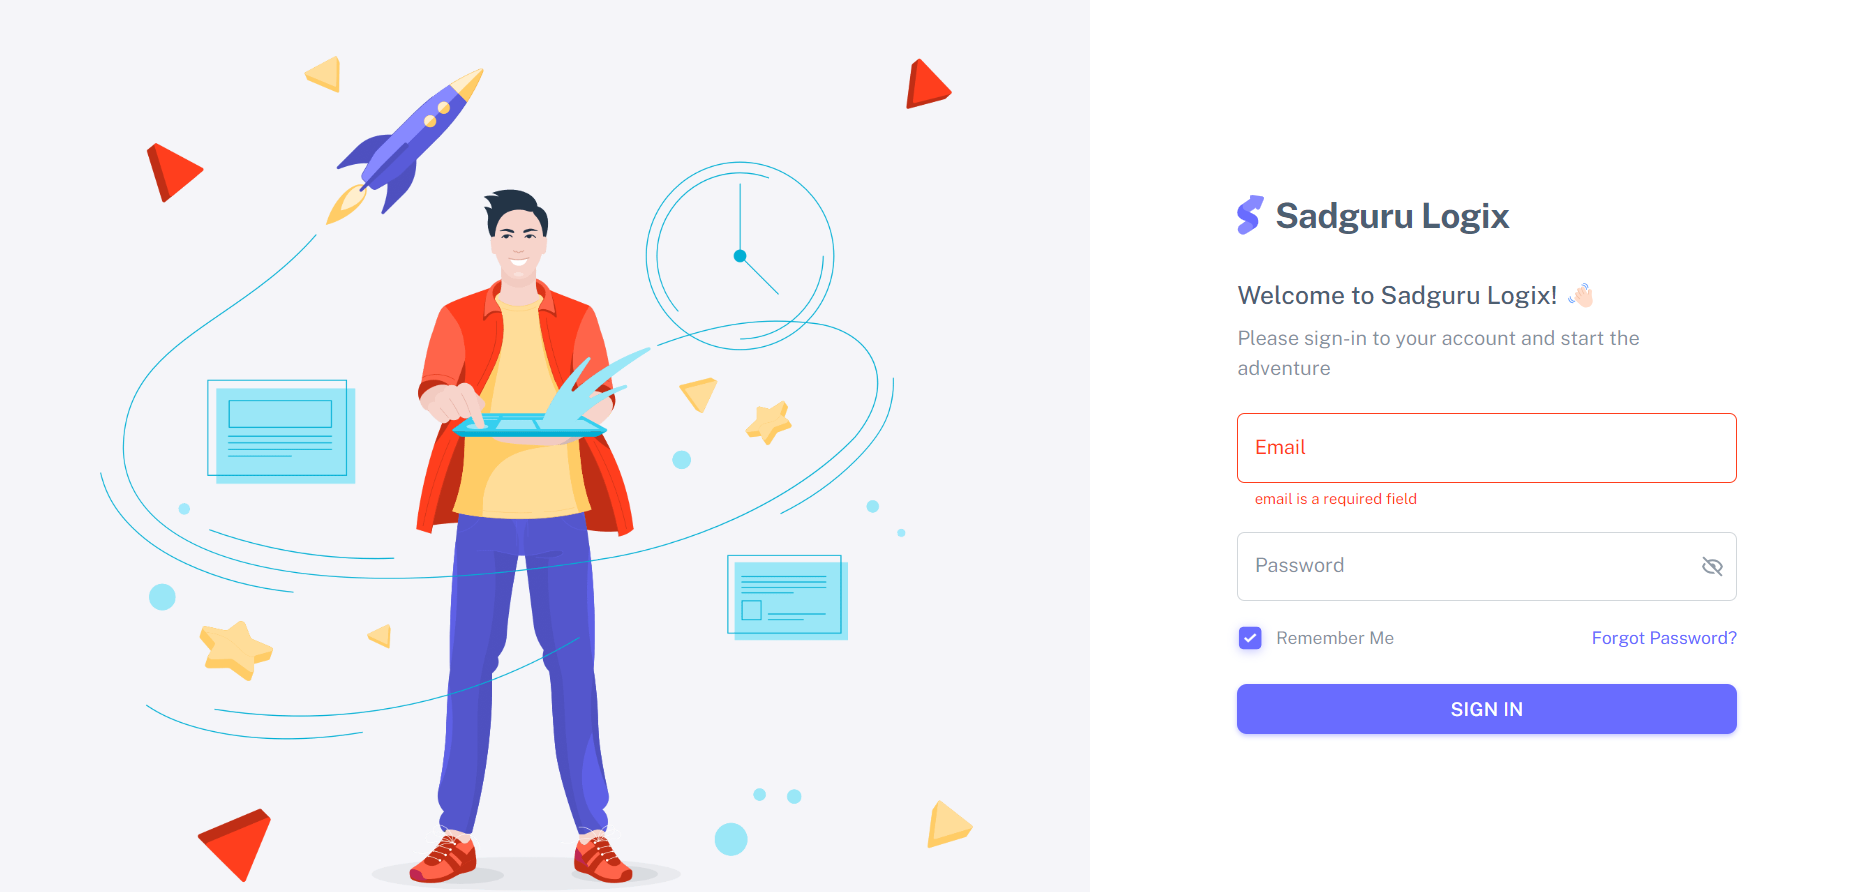 Sadguru Logix
Welcome to Sadguru Logix! 👋🏻
Please sign-in to your account and start the
adventure
Email
email is a required field
Password
Remember Me
Forgot Password?
SIGN IN